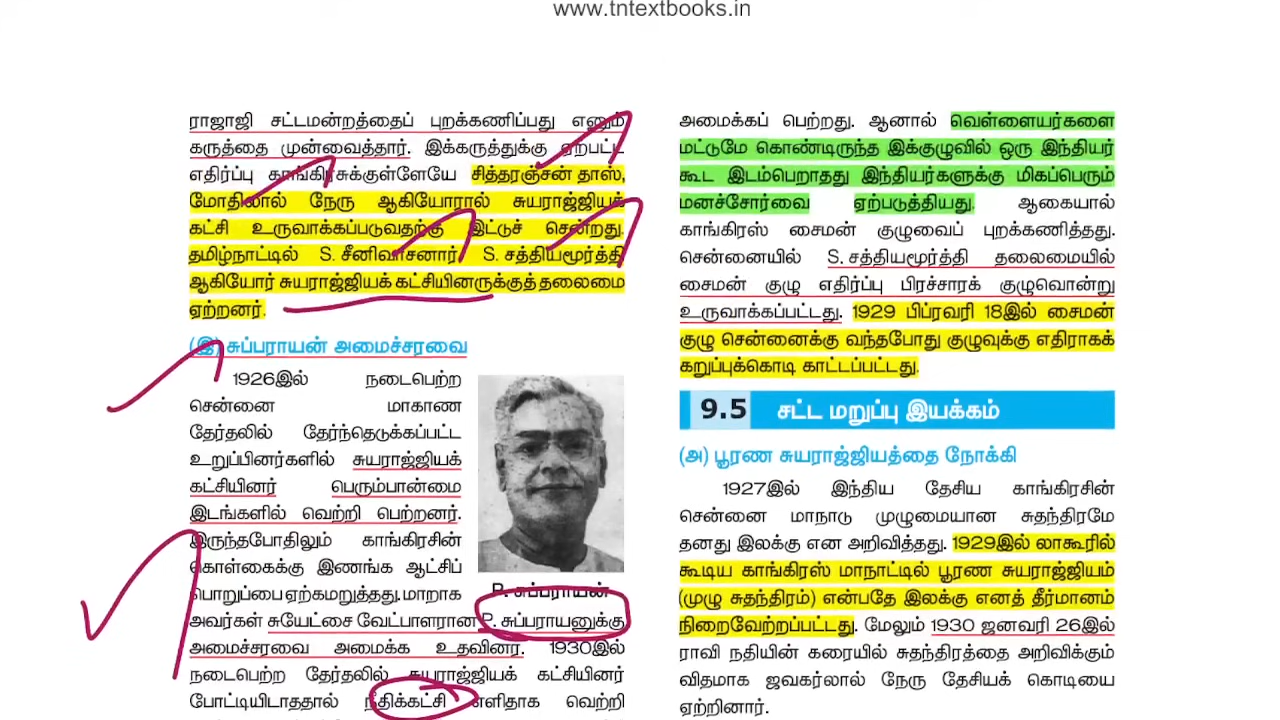 www.tntextbooks.in
ராஜாஜி சட்டமன்றத்தைப் புறக்கணிப்பது எனும்
கருத்தை முன்வைத்தார். இக்கருத்துக்கு ஏற்பட்ட
எதிர்ப்பு காங்கிரசுக்குள்ளேயே சித்தரஞ்சன் தாஸ்,
மோதிலால் நேரு ஆகியோரால் சுயராஜ்ஜியக்
கட்சி உருவாக்கப்படுவதற்கு இட்டுச் சென்றது.
தமிழ்நாட்டில் S. சீனிவாசனார், S. சத்தியமூர்த்தி
ஆகியோர் சுயராஜ்ஜியக் கட்சியினருக்குத் தலைமை
ஏற்றனர்.
(இ) சுப்பராயன் அமைச்சரவை
1926இல் நடைபெற்ற
சென்னை மாகாண
தேர்தலில் தேர்ந்தெடுக்கப்பட்ட
உறுப்பினர்களில் சுயராஜ்ஜியக்
கட்சியினர் பெரும்பான்மை
இடங்களில் வெற்றி பெற்றனர்.
இருந்தபோதிலும் காங்கிரசின்
கொள்கைக்கு இணங்க ஆட்சிப்
பொறுப்பை ஏற்கமறுத்தது. மாறாக
P. சுப்பராயன்
அவர்கள் சுயேட்சை வேட்பாளரான P. சுப்பராயனுக்கு
அமைச்சரவை அமைக்க உதவினர். 1930இல்
நடைபெற்ற தேர்தலில் சுயராஜ்ஜியக் கட்சியினர்
போட்டியிடாததால் நீதிக்கட்சி எளிதாக வெற்றி
அமைக்கப் பெற்றது. ஆனால் வெள்ளையர்களை
மட்டுமே கொண்டிருந்த இக்குழுவில் ஒரு இந்தியர்
கூட இடம்பெறாதது இந்தியர்களுக்கு மிகப்பெரும்
மனச்சோர்வை ஏற்படுத்தியது. ஆகையால்
காங்கிரஸ் சைமன் குழுவைப் புறக்கணித்தது.
சென்னையில் S. சத்தியமூர்த்தி தலைமையில்
சைமன் குழு எதிர்ப்பு பிரச்சாரக் குழுவொன்று
உருவாக்கப்பட்டது. 1929 பிப்ரவரி 18இல் சைமன்
குழு சென்னைக்கு வந்தபோது குழுவுக்கு எதிராகக்
கறுப்புக்கொடி காட்டப்பட்டது.
9.5 சட்ட மறுப்பு இயக்கம்
(அ) பூரண சுயராஜ்ஜியத்தை நோக்கி
1927இல் இந்திய தேசிய காங்கிரசின்
சென்னை மாநாடு முழுமையான சுதந்திரமே
தனது இலக்கு என அறிவித்தது. 1929இல் லாகூரில்
கூடிய காங்கிரஸ் மாநாட்டில் பூரண சுயராஜ்ஜியம்
(முழு சுதந்திரம்) என்பதே இலக்கு எனத் தீர்மானம்
நிறைவேற்றப்பட்டது. மேலும் 1930 ஜனவரி 26இல்
ராவி நதியின் கரையில் சுதந்திரத்தை அறிவிக்கும்
விதமாக ஜவகர்லால் நேரு தேசியக் கொடியை
ஏற்றினார்.